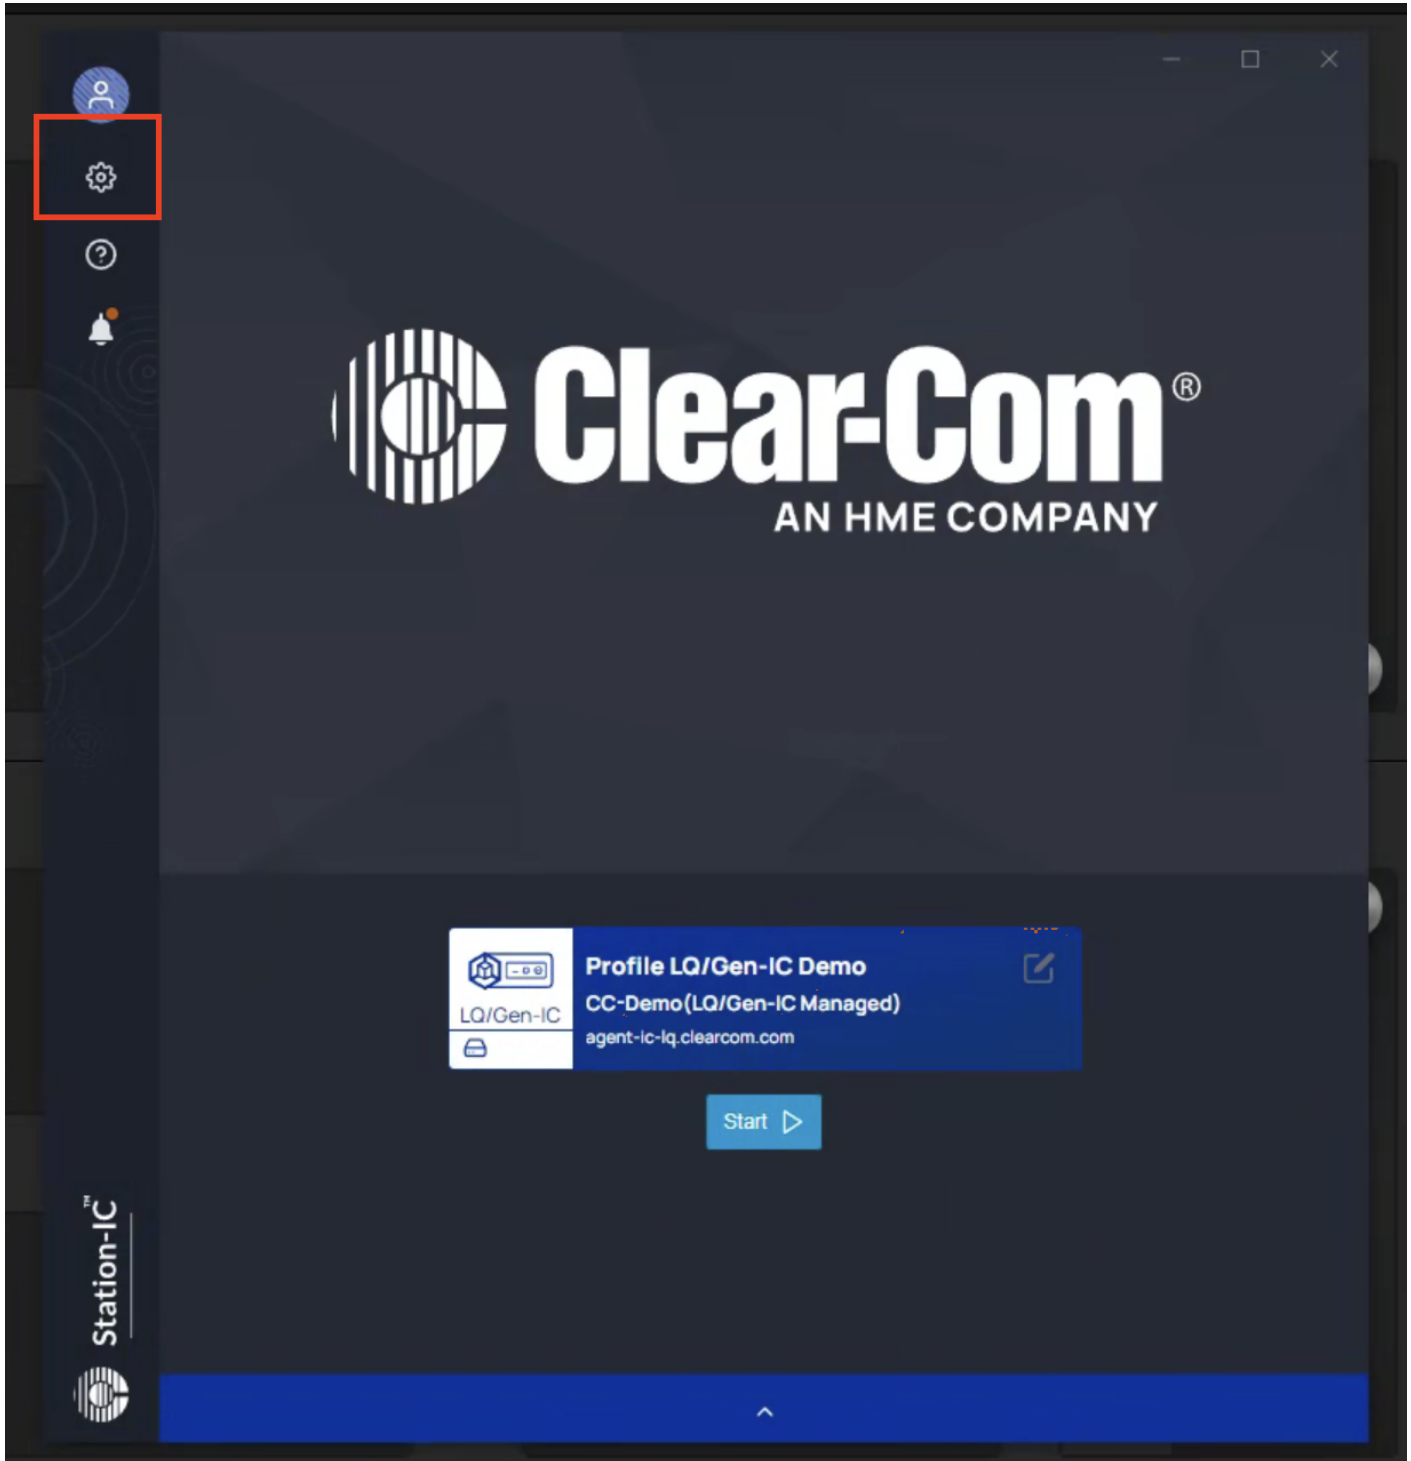 Clear-Com®
AN HME COMPANY
LQ/Gen-IC
Profile LQ/Gen-IC Demo
CC-Demo(LQ/Gen-IC Managed)
agent-ic-lq.clearcom.com
Start
Station-IC™